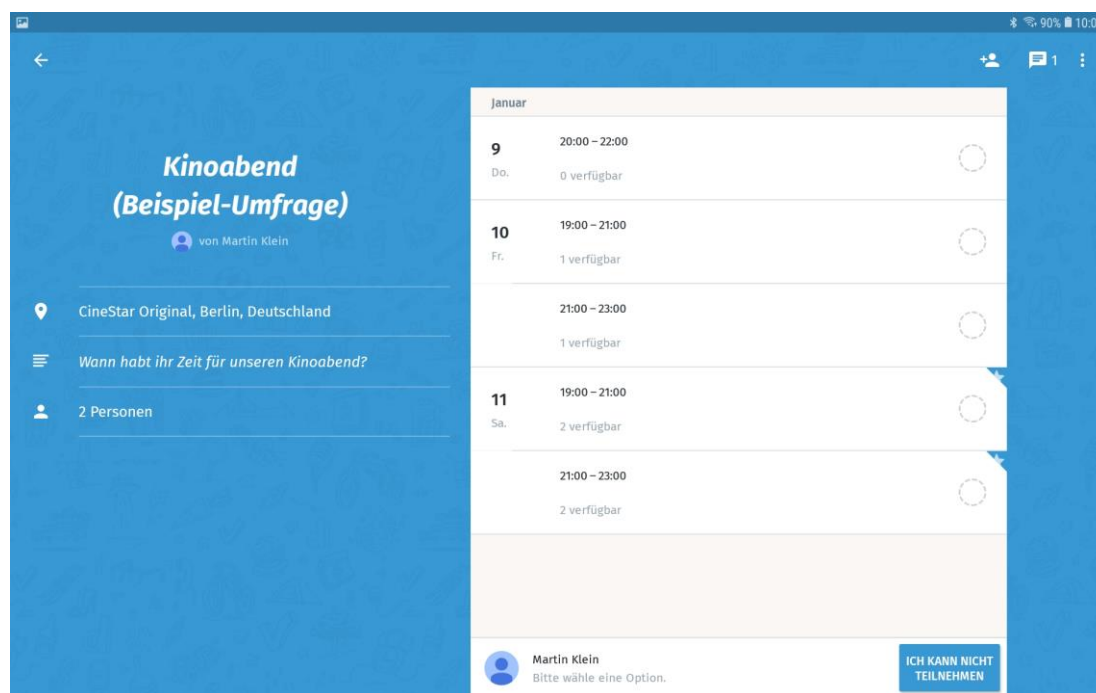 90% 10:0
1
Kinoabend
(Beispiel-Umfrage)
von Martin Klein
CineStar Original, Berlin, Deutschland
Wann habt ihr Zeit für unseren Kinoabend?
2 Personen
Januar
9
Do.
20:00 – 22:00
0 verfügbar
10
Fr.
19:00 – 21:00
1 verfügbar
21:00 – 23:00
1 verfügbar
11
Sa.
19:00 – 21:00
2 verfügbar
21:00 – 23:00
2 verfügbar
Martin Klein
Bitte wähle eine Option.
ICH KANN NICHT
TEILNEHMEN